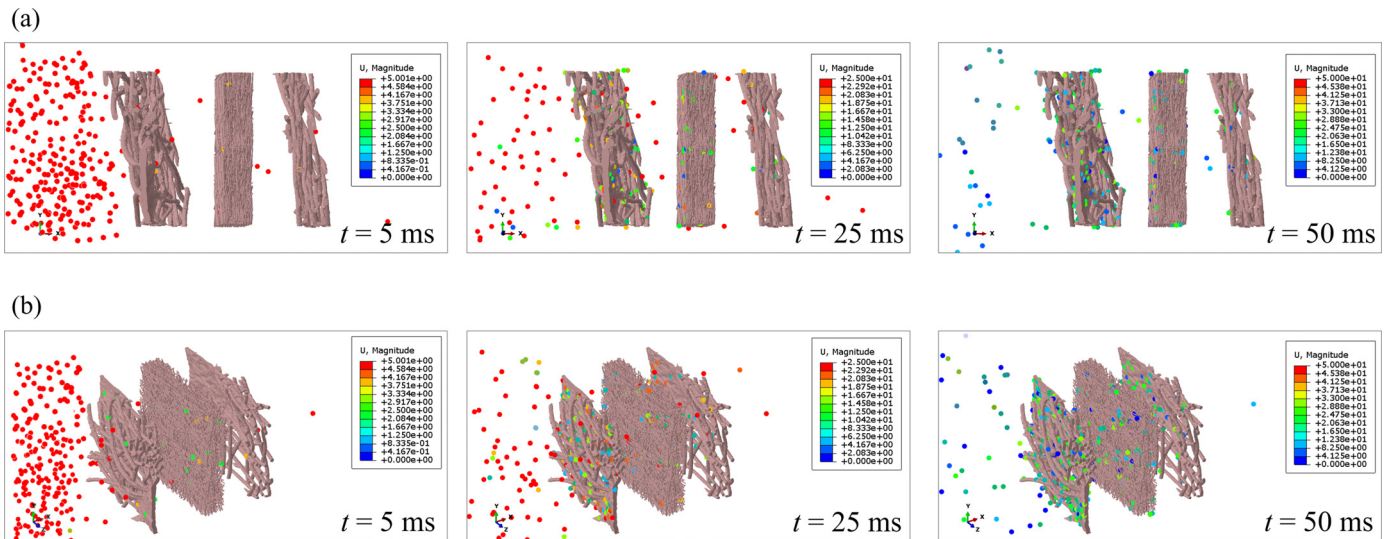 (a)
U, Magnitude
+5.001e+00
+4.584e+00
+4.167e+00
+3.751e+00
+3.334e+00
+2.917e+00
+2.500e+00
+2.084e+00
+1.667e+00
+1.250e+00
+8.335e-01
+4.167e-01
+0.000e+00
Y
X
t = 5 ms
U, Magnitude
+2.500e+01
+2.292e+01
+2.083e+01
+1.875e+01
+1.667e+01
+1.458e+01
+1.250e+01
+1.042e+01
+8.333e+00
+6.250e+00
+4.167e+00
+2.083e+00
+0.000e+00
Y
X
t = 25 ms
U, Magnitude
+5.000e+01
+4.538e+01
+4.125e+01
+3.713e+01
+3.300e+01
+2.888e+01
+2.475e+01
+2.063e+01
+1.650e+01
+1.238e+01
+8.250e+00
+4.125e+00
+0.000e+00
Y
X
t = 50 ms
(b)
U, Magnitude
+5.001e+00
+4.584e+00
+4.167e+00
+3.751e+00
+3.334e+00
+2.917e+00
+2.500e+00
+2.084e+00
+1.667e+00
+1.250e+00
+8.335e-01
+4.167e-01
+0.000e+00
X
Z
t = 5 ms
U, Magnitude
+2.500e+01
+2.292e+01
+2.083e+01
+1.875e+01
+1.667e+01
+1.458e+01
+1.250e+01
+1.042e+01
+8.333e+00
+6.250e+00
+4.167e+00
+2.083e+00
+0.000e+00
Y
X
Z
t = 25 ms
U, Magnitude
+5.000e+01
+4.538e+01
+4.125e+01
+3.713e+01
+3.300e+01
+2.888e+01
+2.475e+01
+2.063e+01
+1.650e+01
+1.238e+01
+8.250e+00
+4.125e+00
+0.000e+00
Y
X
Z
t = 50 ms